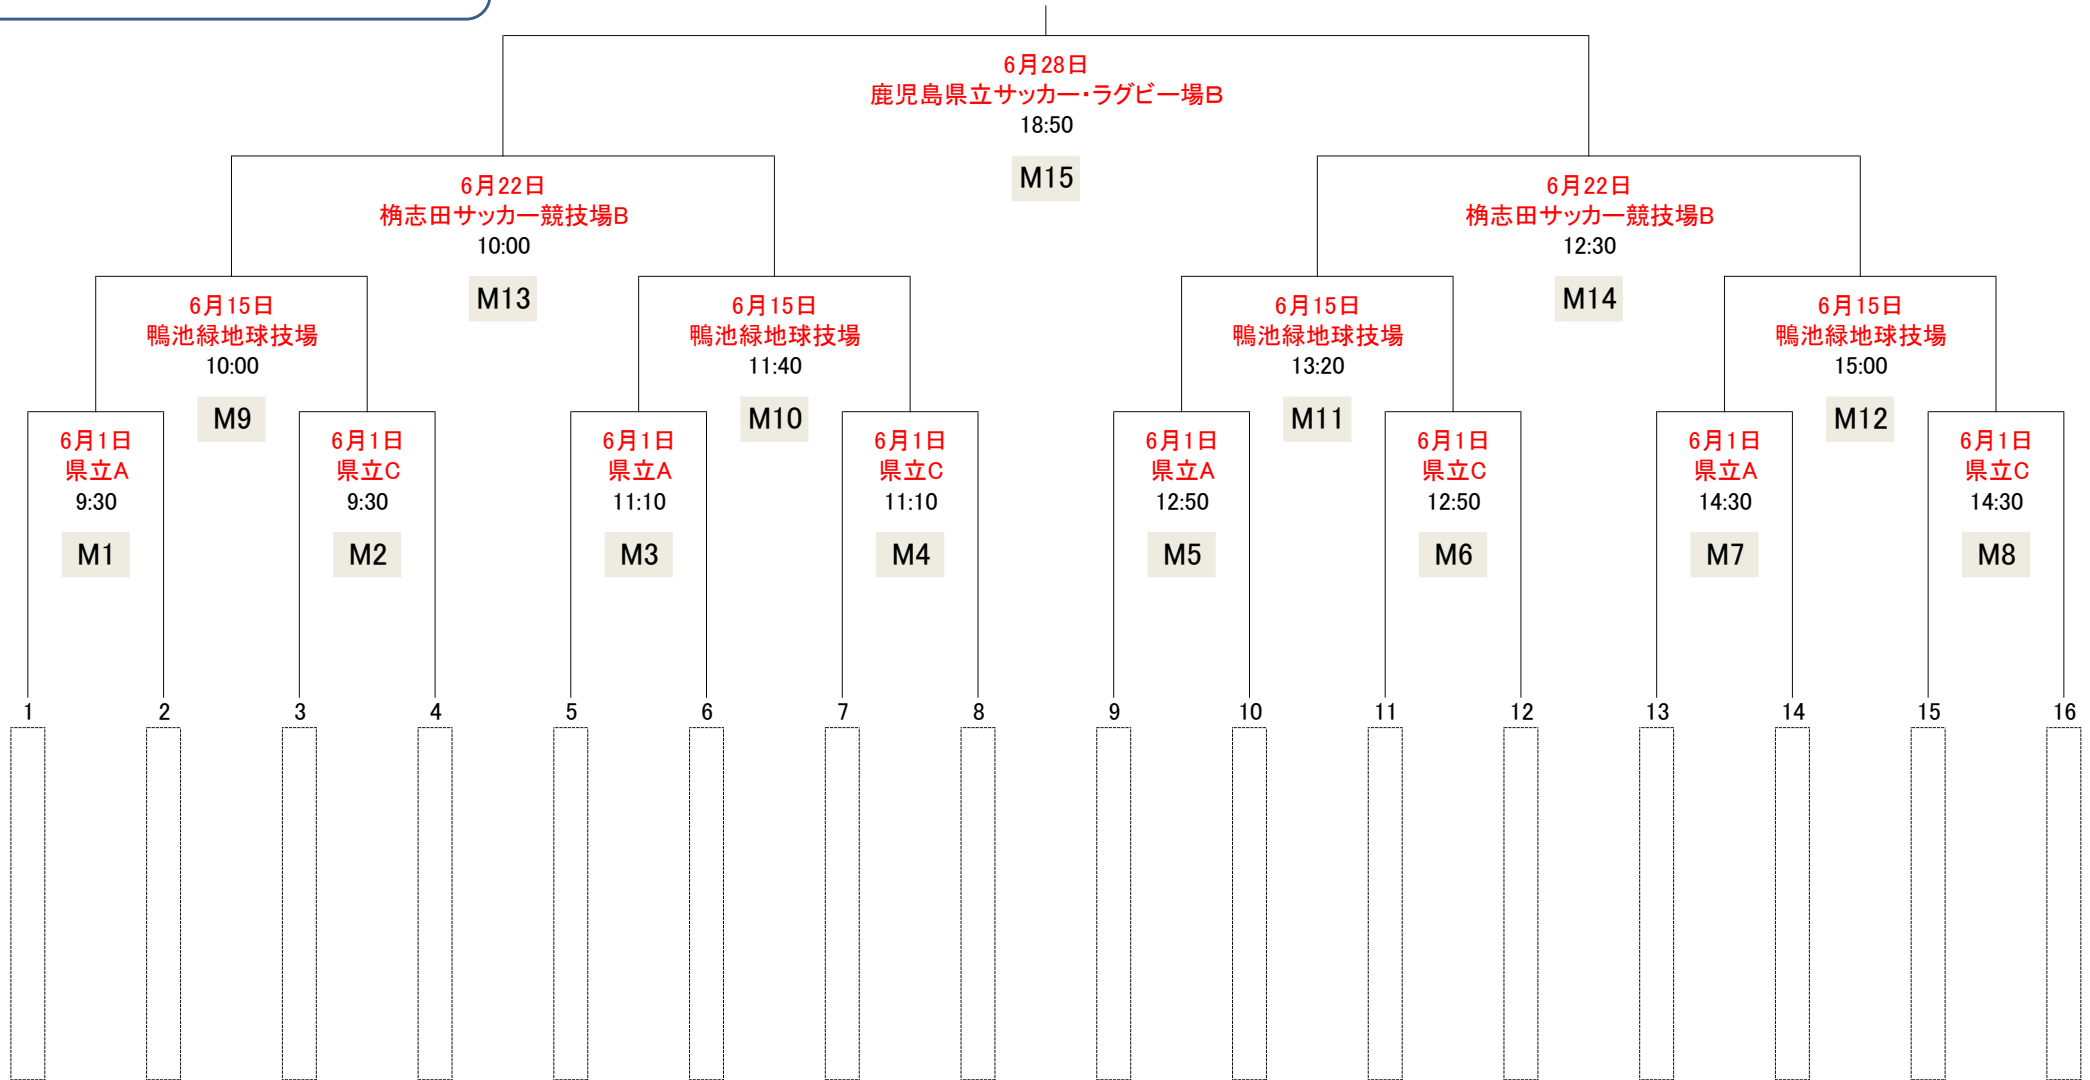 6月28日
鹿児島県立サッカー・ラグビー場B
18:50
M15
6月22日
桷志田サッカー競技場B
10:00
M13
6月22日
桷志田サッカー競技場B
12:30
M14
6月15日
鴨池緑地球技場
10:00
M9
6月15日
鴨池緑地球技場
11:40
M10
6月15日
鴨池緑地球技場
13:20
M11
6月15日
鴨池緑地球技場
15:00
M12
6月1日
県立A
9:30
M1
6月1日
県立C
9:30
M2
6月1日
県立A
11:10
M3
6月1日
県立C
11:10
M4
6月1日
県立A
12:50
M5
6月1日
県立C
12:50
M6
6月1日
県立A
14:30
M7
6月1日
県立C
14:30
M8
1 2 3 4 5 6 7 8 9 10 11 12 13 14 15 16